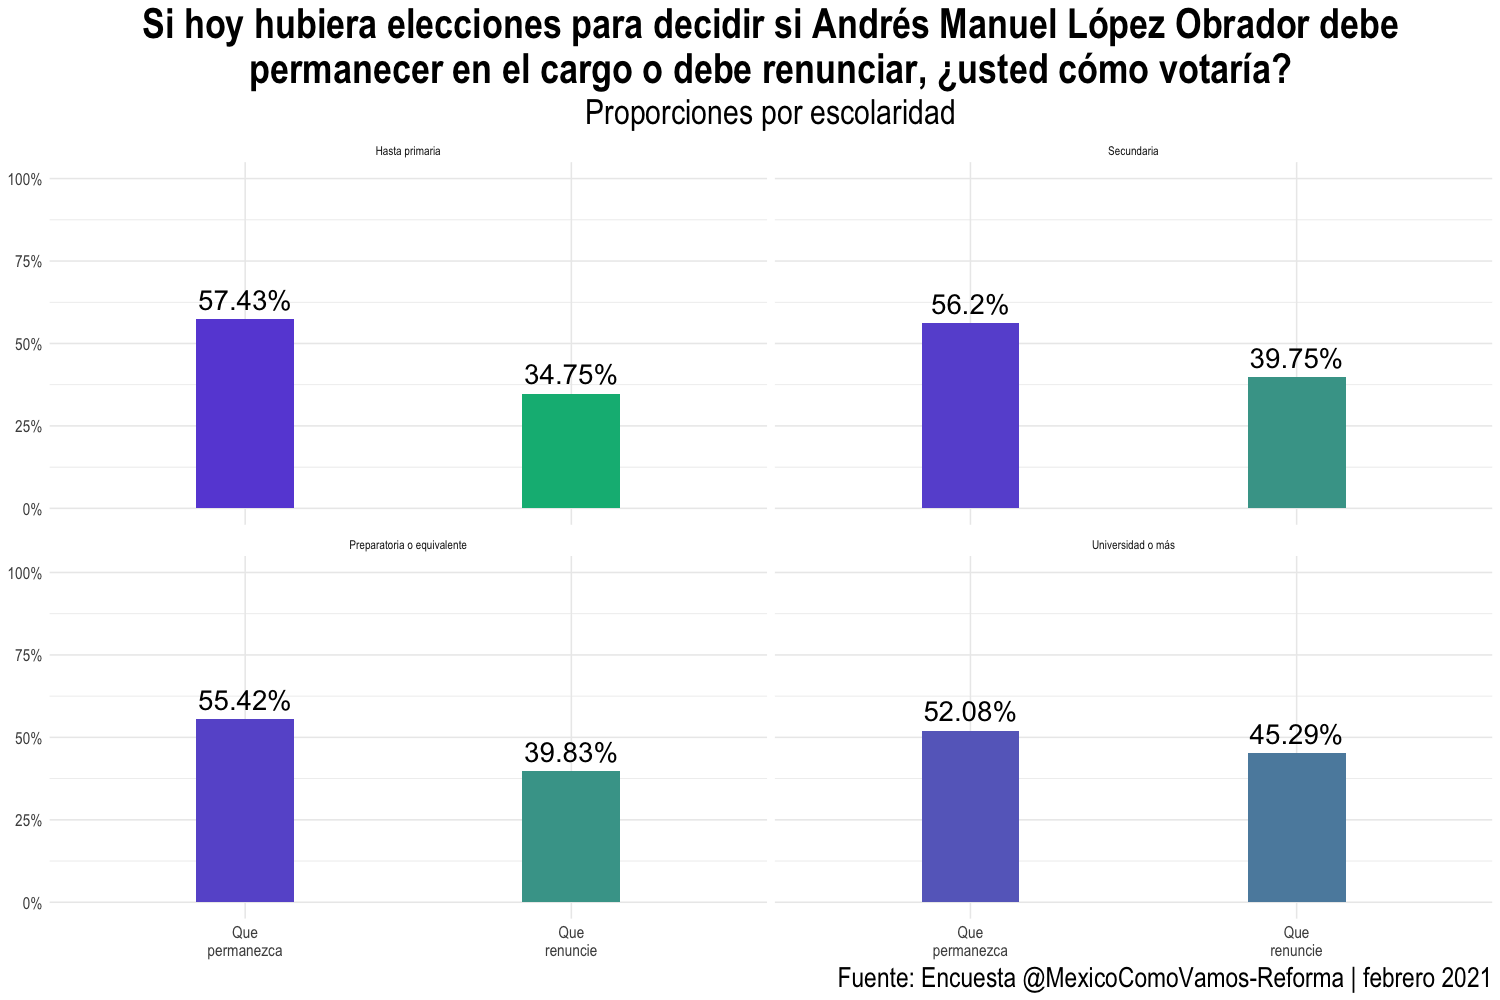 Si hoy hubiera elecciones para decidir si Andrés Manuel López Obrador debe
permanecer en el cargo o debe renunciar, ¿usted cómo votaría?
Proporciones por escolaridad
Hasta primaria
100%
75%
50%
25%
0%
57.43%
34.75%
Secundaria
56.2%
39.75%
Preparatoria o equivalente
100%
75%
50%
25%
0%
55.42%
39.83%
Que
permanezca
Que
renuncie
Universidad o más
52.08%
45.29%
Que
permanezca
Que
renuncie
Fuente: Encuesta @MexicoComoVamos-Reforma | febrero 2021